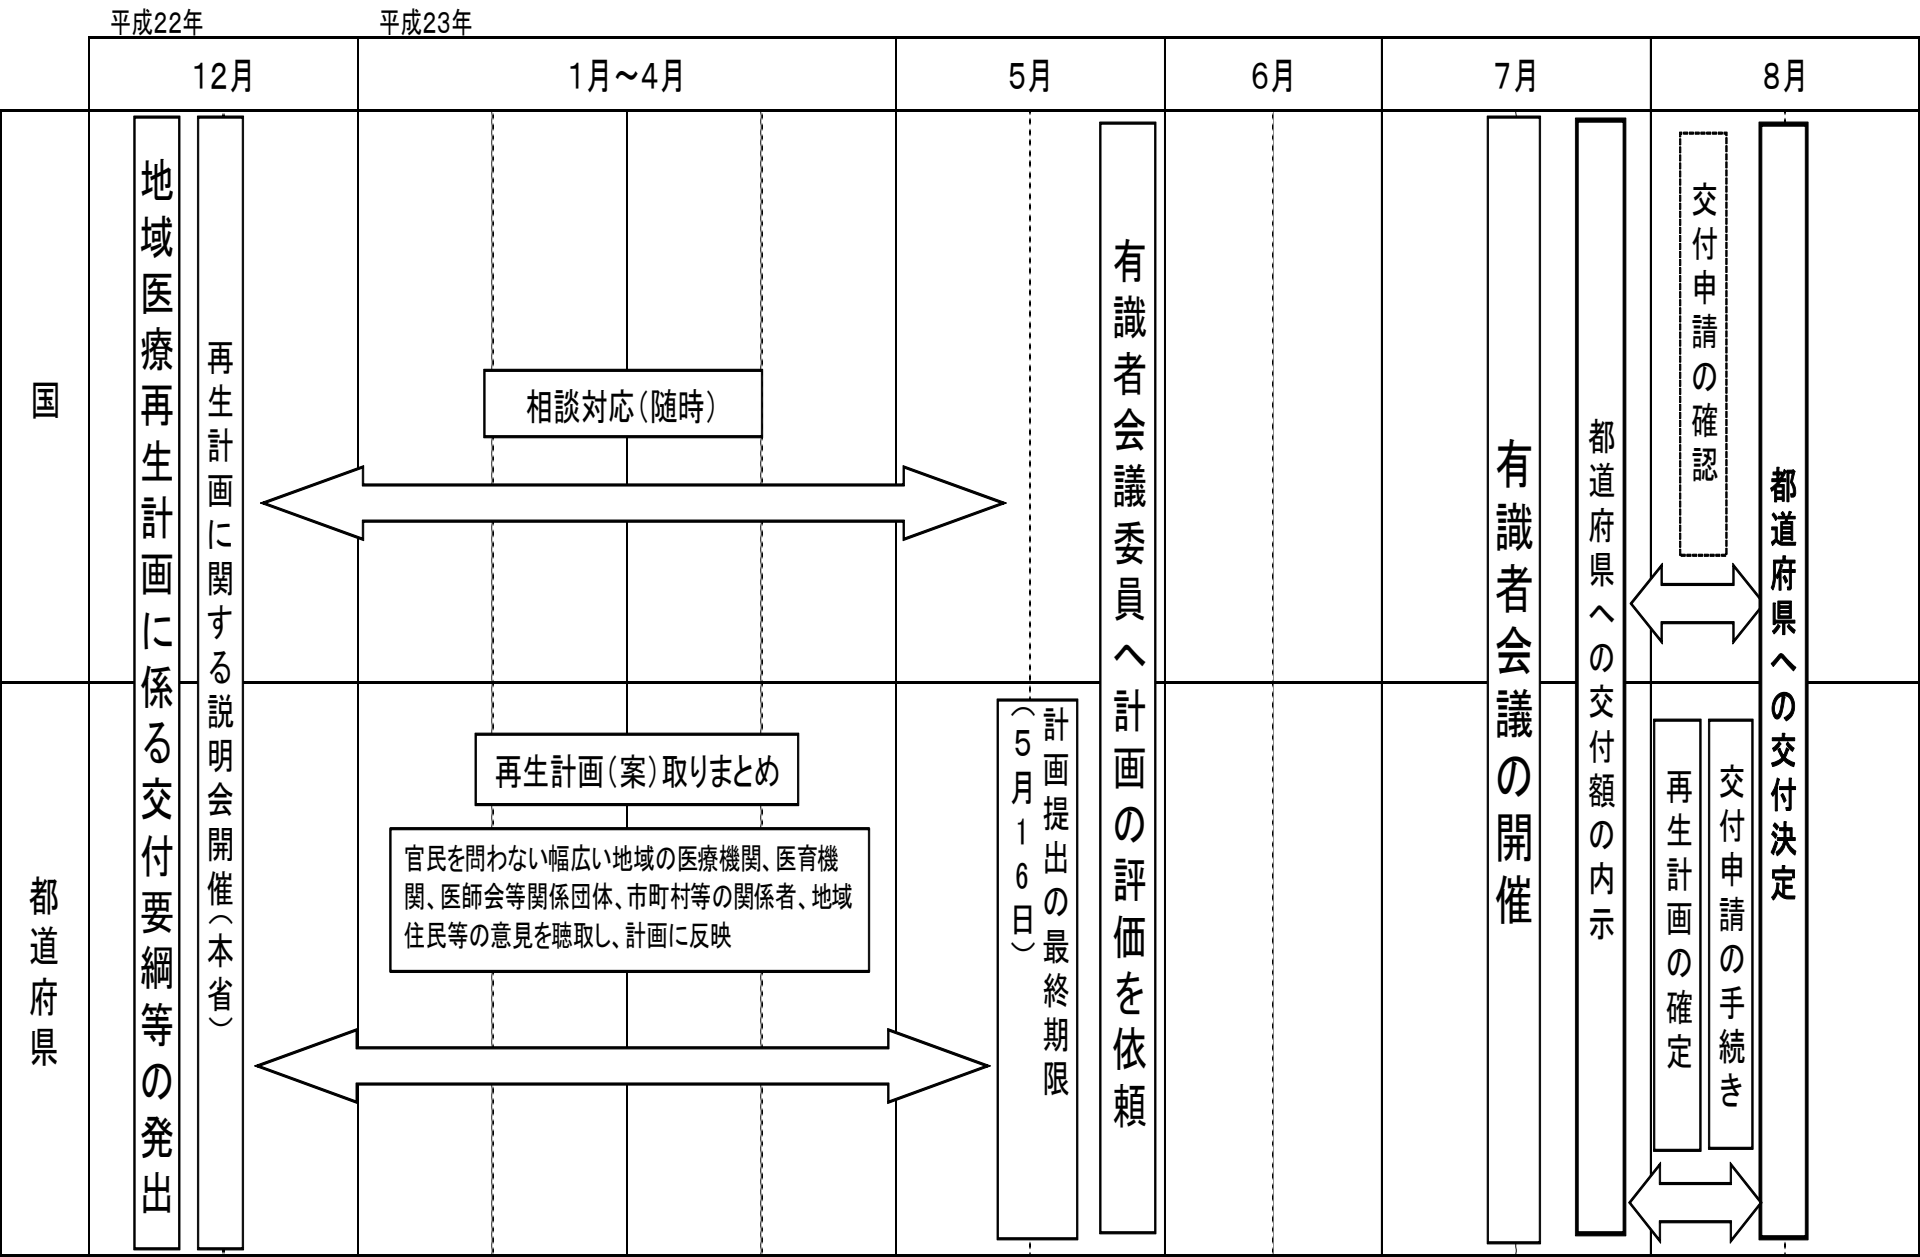 平成22年
平成23年
12月
1月～4月
5月
6月
7月
8月
国
地域医療再生計画に係る交付要綱等の発出
再生計画に関する説明会開催（本省）
相談対応（随時）
有識者会議委員へ計画の評価を依頼
有識者会議の開催
都道府県への交付額の内示
交付申請の確認
都道府県への交付決定
都道府県
再生計画（案）取りまとめ
官民を問わない幅広い地域の医療機関、医育機
関、医師会等関係団体、市町村等の関係者、地域
住民等の意見を聴取し、計画に反映
計画提出の最終期限
（５月１６日）
再生計画の確定
交付申請の手続き